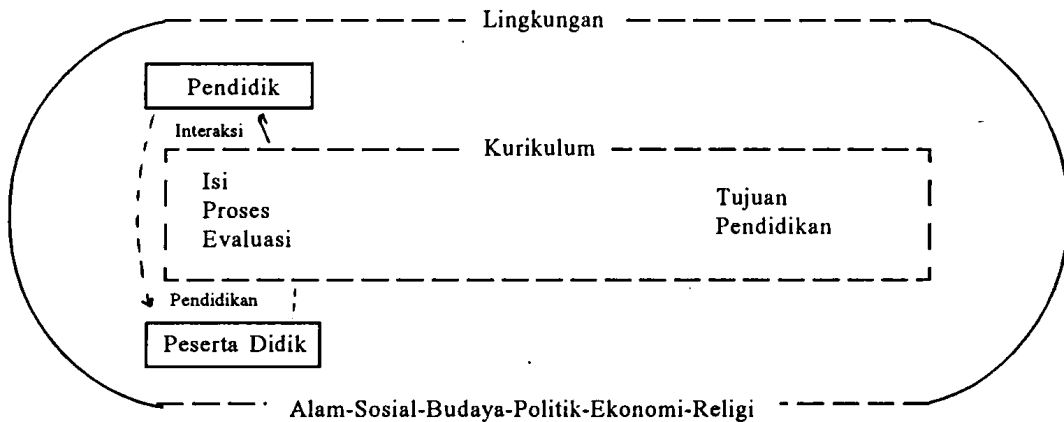 Lingkungan
Pendidik
Interaksi
Kurikulum
Isi
Proses
Evaluasi
Tujuan
Pendidikan
Pendidikan
Peserta Didik
Alam-Sosial-Budaya-Politik-Ekonomi-Religi